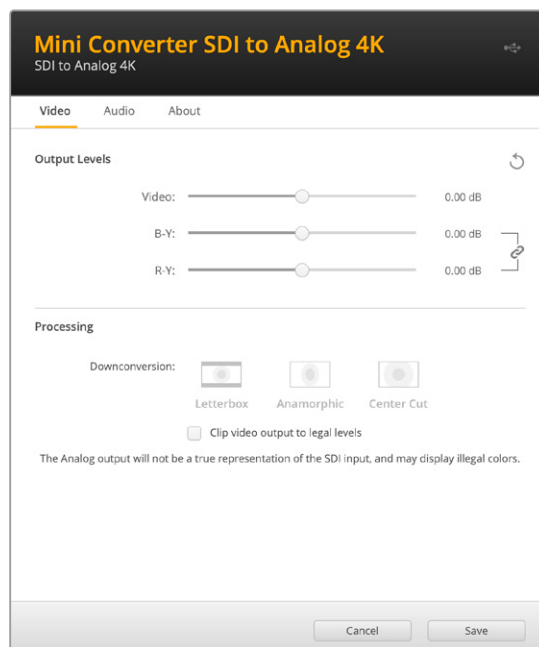 Mini Converter SDI to Analog 4K
SDI to Analog 4K
Video Audio About
Output Levels
Video: 0.00 dB
B-Y: 0.00 dB
R-Y: 0.00 dB
Processing
Downconversion:
Letterbox Anamorphic Center Cut
Clip video output to legal levels
The Analog output will not be a true representation of the SDI input, and may display illegal colors.
Cancel Save